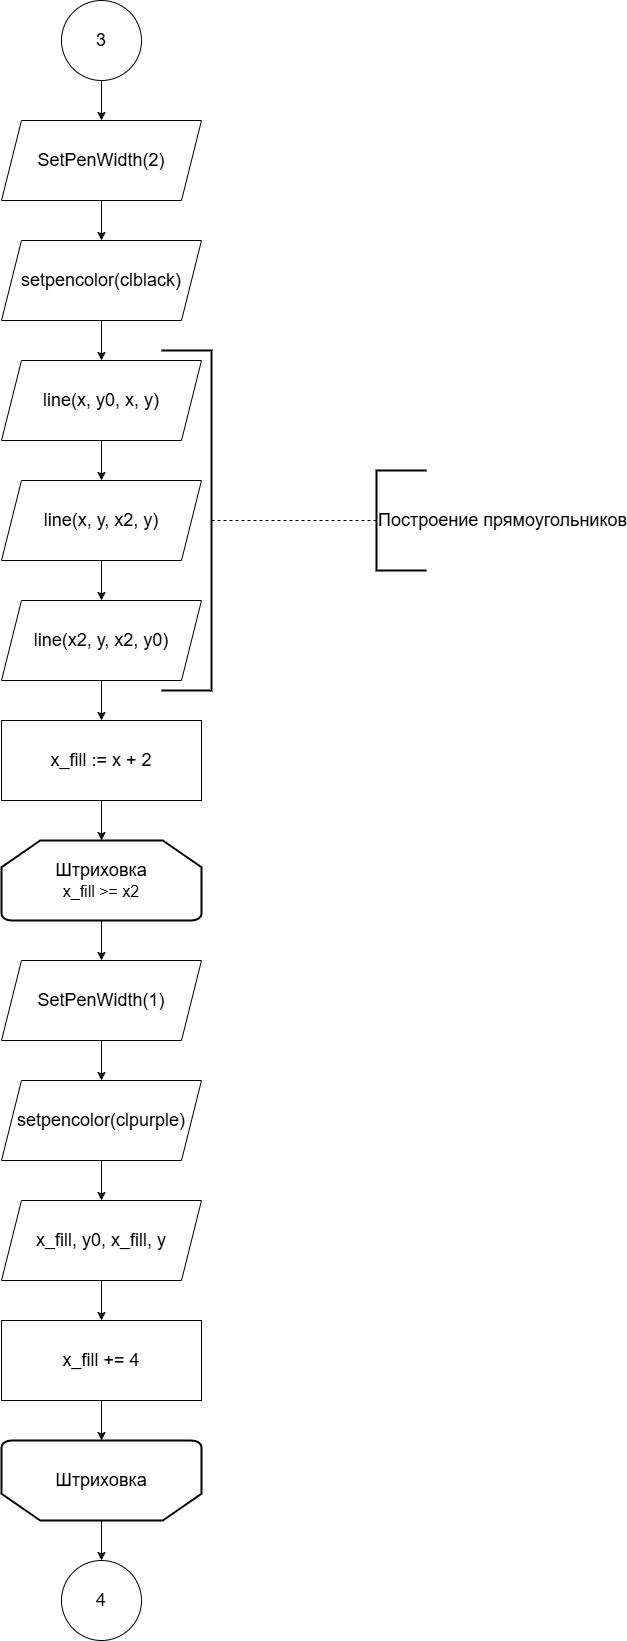 3
SetPenWidth(2)
setpencolor(clblack)
line(x, y0, x, y)
line(x, y, x2, y)
Построение прямоугольников
line(x2, y, x2, y0)
x_fill := x + 2
Штриховка
x_fill >= x2
SetPenWidth(1)
setpencolor(clpurple)
x_fill, y0, x_fill, y
x_fill += 4
Штриховка
4